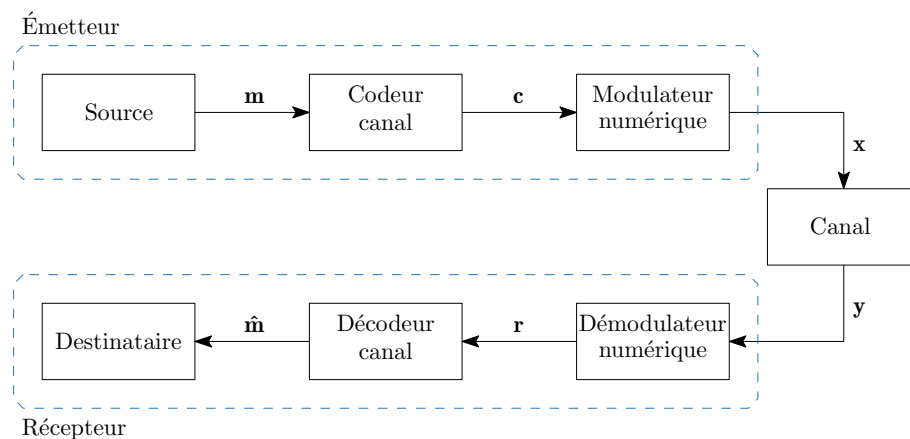 Émetteur
Source
m
Codeur
canal
c
Modulateur
numérique
x
Canal
y
Démodulateur
numérique
r
Décodeur
canal
m̂
Destinataire
Récepteur